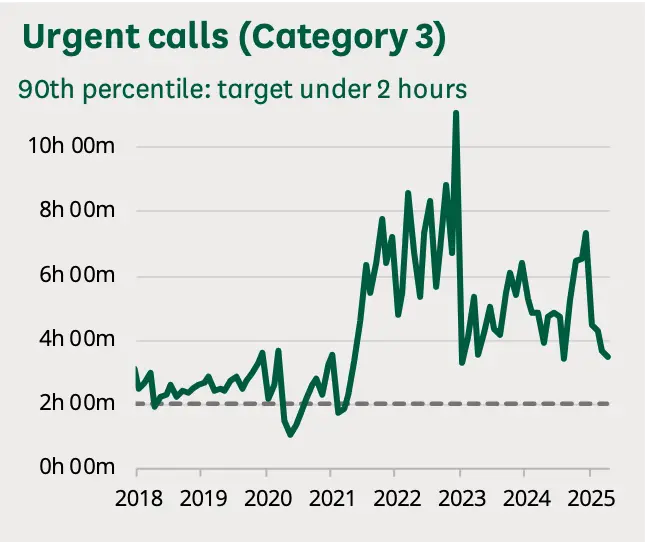 Urgent calls (Category 3)
90th percentile: target under 2 hours
10h 00m
8h 00m
6h 00m
4h 00m
2h 00m
0h 00m
2018 2019 2020 2021 2022 2023 2024 2025